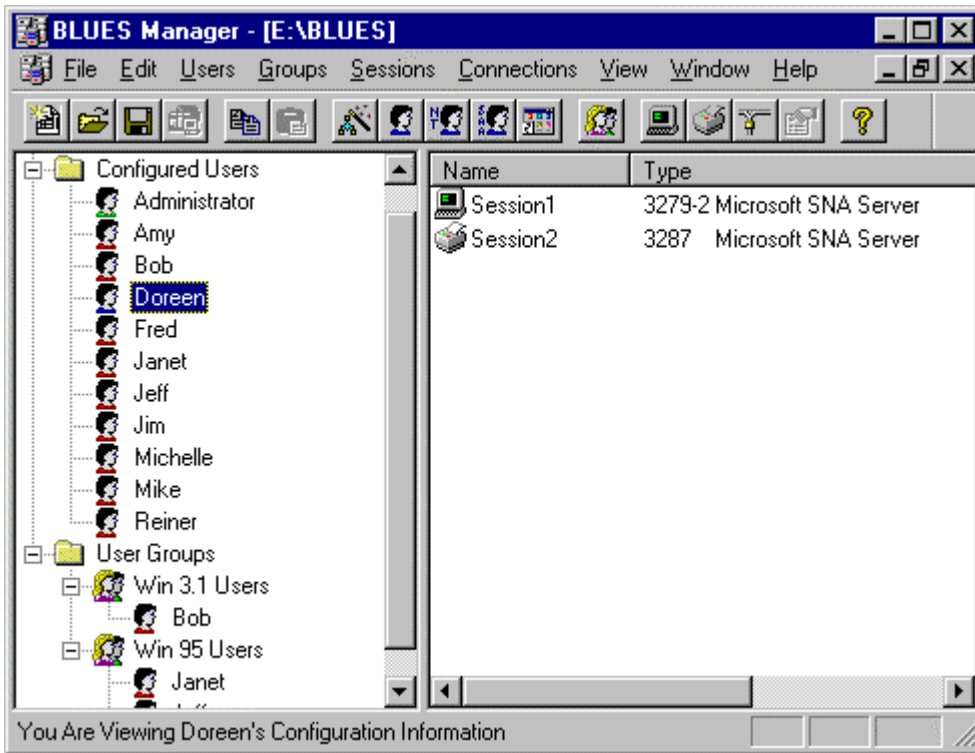 BLUES Manager - [E:\BLUES]
File Edit Users Groups Sessions Connections View Window Help
Configured Users
Administrator
Amy
Bob
Doreen
Fred
Janet
Jeff
Jim
Michelle
Mike
Reiner
User Groups
Win 3.1 Users
Bob
Win 95 Users
Janet
Name Type
Session1 3279-2 Microsoft SNA Server
Session2 3287 Microsoft SNA Server
You Are Viewing Doreen's Configuration Information